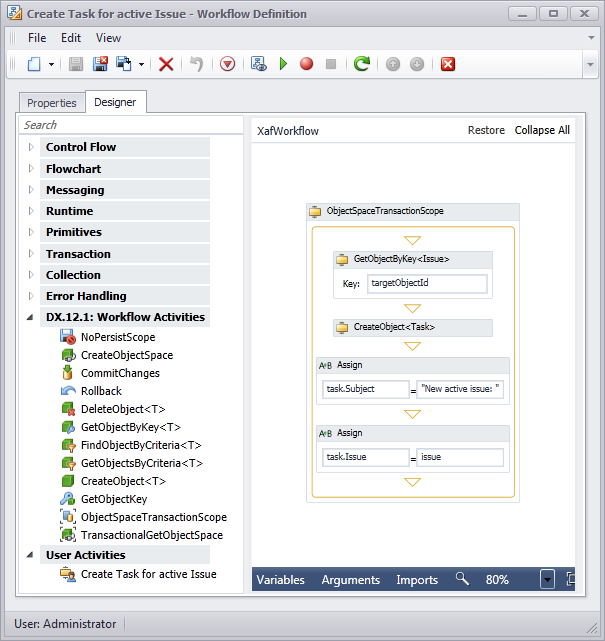 Create Task for active Issue - Workflow Definition
File Edit View
Properties Designer
Search
Control Flow
Flowchart
Messaging
Runtime
Primitives
Transaction
Collection
Error Handling
DX.12.1: Workflow Activities
NoPersistScope
CreateObjectSpace
CommitChanges
Rollback
DeleteObject<T>
GetObjectByKey<T>
FindObjectByCriteria<T>
GetObjectsByCriteria<T>
CreateObject<T>
GetObjectKey
ObjectSpaceTransactionScope
TransactionalGetObjectSpace
User Activities
Create Task for active Issue
XafWorkflow Restore Collapse All
ObjectSpaceTransactionScope
GetObjectByKey<Issue>
Key: targetObjectId
CreateObject<Task>
A+B Assign
task.Subject = "New active issue: "
A+B Assign
task.Issue = issue
Variables Arguments Imports 80%
User: Administrator